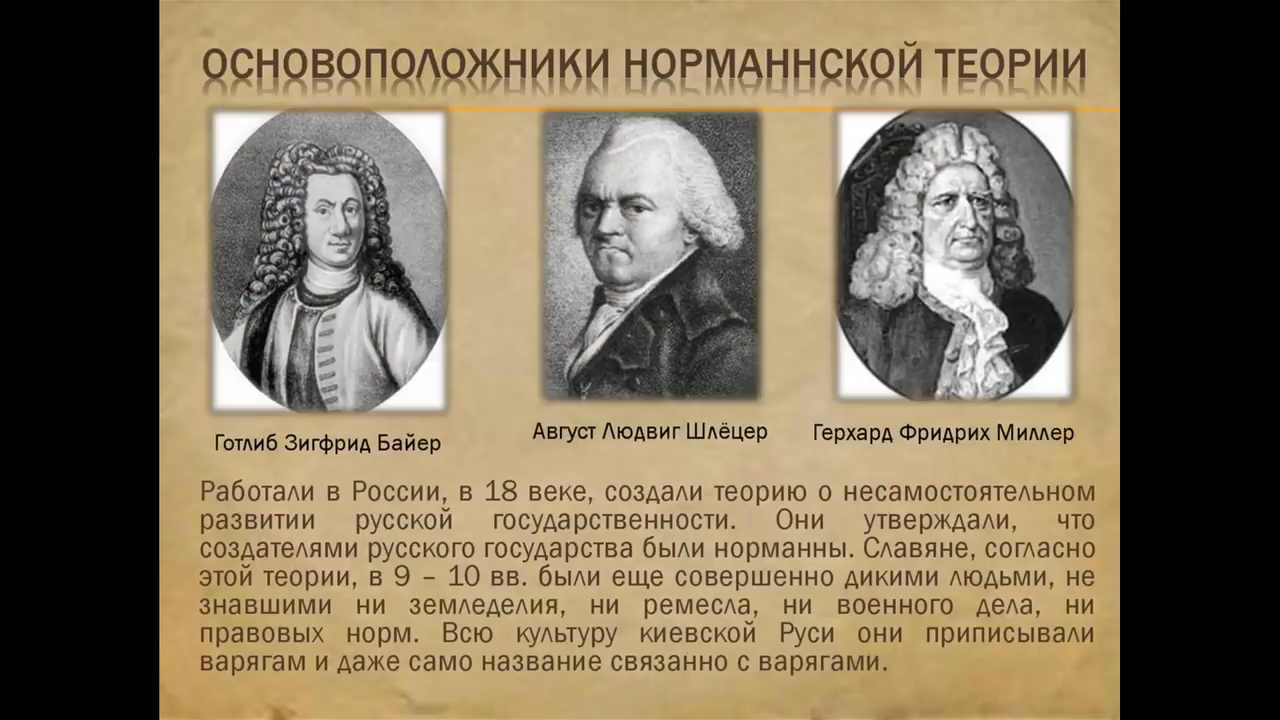 ОСНОВОПОЛОЖНИКИ НОРМАННСКОЙ ТЕОРИИ
Готлиб Зигфрид Байер
Август Людвиг Шлёцер
Герхард Фридрих Миллер
Работали в России, в 18 веке, создали теорию о несамостоятельном
развитии русской государственности. Они утверждали, что
создателями русского государства были норманны. Славяне, согласно
этой теории, в 9 – 10 вв. были еще совершенно дикими людьми, не
знавшими ни земледелия, ни ремесла, ни военного дела, ни
правовых норм. Всю культуру киевской Руси они приписывали
варягам и даже само название связанно с варягами.